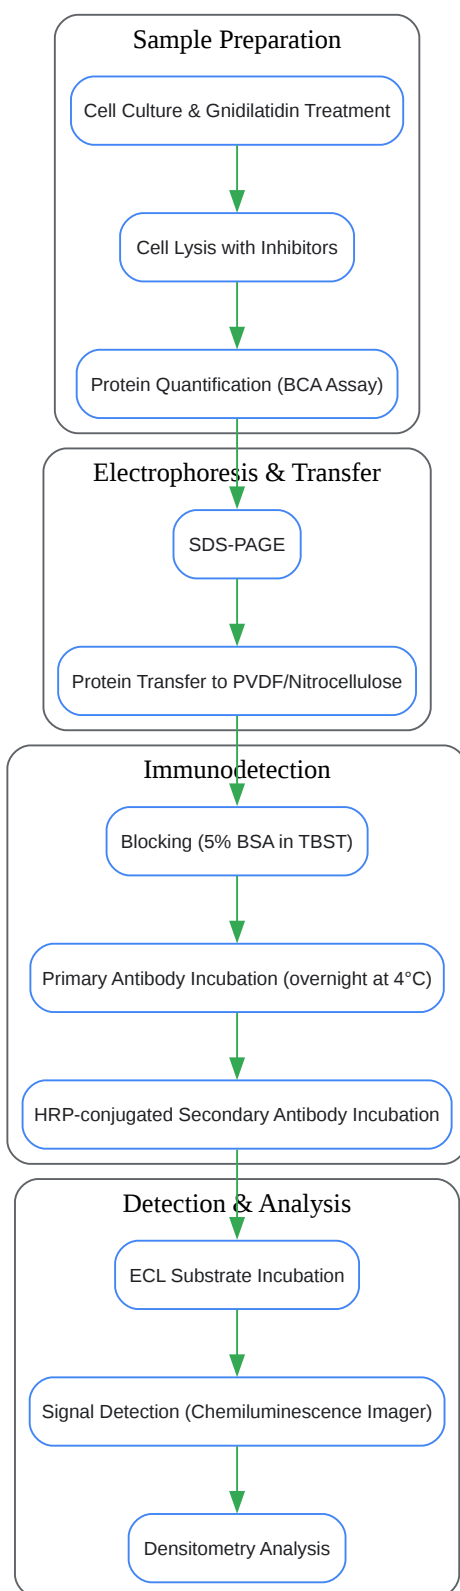 Sample Preparation
Cell Culture & Gnidilatidin Treatment
Cell Lysis with Inhibitors
Protein Quantification (BCA Assay)
Electrophoresis & Transfer
SDS-PAGE
Protein Transfer to PVDF/Nitrocellulose
Immunodetection
Blocking (5% BSA in TBST)
Primary Antibody Incubation (overnight at 4°C)
HRP-conjugated Secondary Antibody Incubation
Detection & Analysis
ECL Substrate Incubation
Signal Detection (Chemiluminescence Imager)
Densitometry Analysis